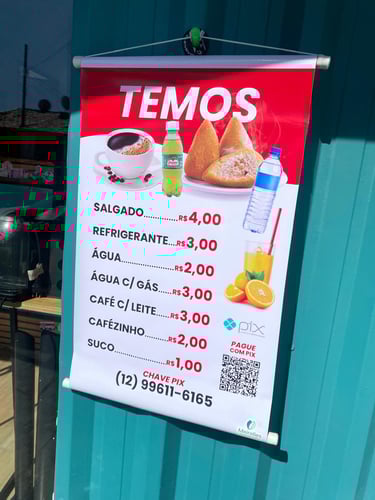 TEMOS
SALGADO..............R$ 4,00
REFRIGERANTE...R$ 3,00
ÁGUA.....................R$ 2,00
ÁGUA C/ GÁS.......R$ 3,00
CAFÉ C/ LEITE......R$ 3,00
CAFÉZINHO..........R$ 2,00
SUCO.....................R$ 1,00
pix
PAGUE
COM PIX
CHAVE PIX
(12) 99611-6165